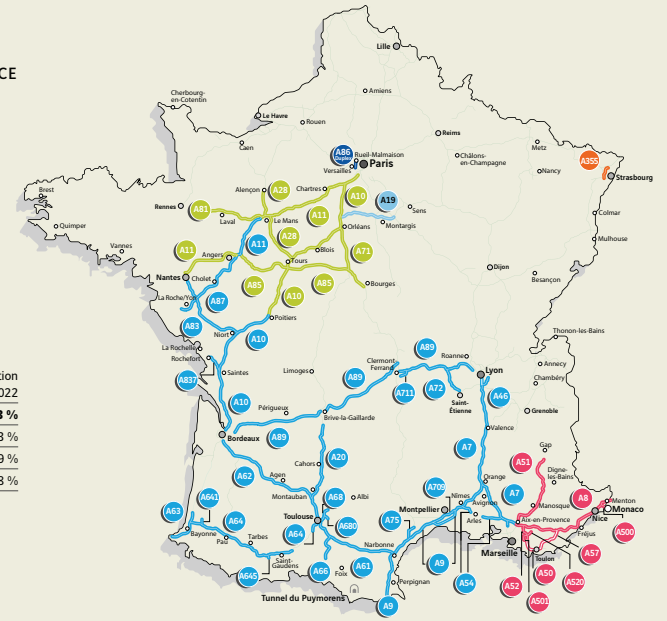 Lille
CE
Amiens
Cherbourg-
en-Cotentin
Le Havre
Rouen
Reims
Caen
Metz
A86
Duplex
Rueil-Malmaison
Paris
Versailles
Châlons-
en-Champagne
A355
Nancy
Strasbourg
Brest
Alençon
A28
Chartres
A10
A19
Rennes
A81
Laval
Le Mans
A11
Sens
Colmar
Quimper
Orléans
Montargis
A28
Mulhouse
Vannes
A11
A11
Angers
Blois
A71
Tours
Dijon
Nantes
Cholet
A85
A85
Bourges
Besançon
La Roche/Yon
A87
A10
Poitiers
A83
Niort
A10
Thonon-les-Bains
La Rochelle
Rochefort
A89
Roanne
Clermont-
Ferrand
Annecy
Saintes
Limoges
A89
Lyon
Chambéry
tion
022
A837
A711
A72
A46
Saint-
Étienne
3 %
A10
Périgueux
Brive-la-Gaillarde
Grenoble
3 %
Bordeaux
A89
Valence
9 %
A7
Gap
3 %
A20
A51
Cahors
Digne-
les-Bains
A62
Agen
Orange
A709
Nîmes
A7
Montauban
A68
Albi
Avignon
Manosque
A8
Menton
A63
A641
Monaco
A64
Toulouse
A75
Montpellier
Arles
Aix-en-Provence
Nice
Bayonne
A64
A680
Fréjus
A500
Pau
Tarbes
Narbonne
Marseille
Toulon
A57
Saint-
Gaudens
A61
A9
A645
A66
Foix
Perpignan
A54
A52
A50
A520
Tunnel du Puymorens
A9
A501